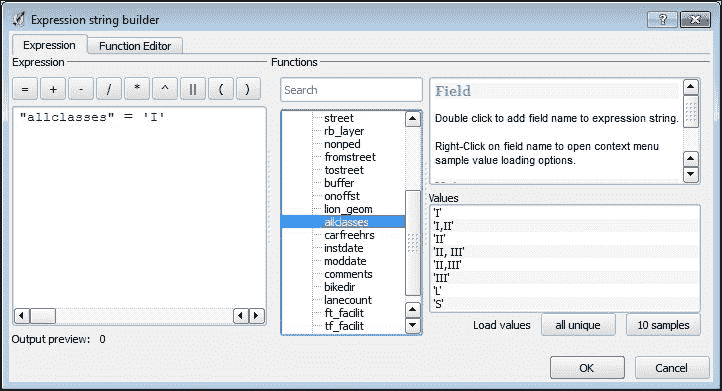 Expression string builder
?
Expression
Function Editor
Expression
= + - / * ^ || ( )
"allclasses" = 'I'
Output preview: 0
Functions
Search
street
rb_layer
nonped
fromstreet
tostreet
buffer
onoffst
lion_geom
allclasses
carfreehrs
instdate
moddate
comments
bikedir
lanecount
ft_facilit
tf_facilit
Field
Double click to add field name to expression string.
Right-Click on field name to open context menu
sample value loading options.
Values
'I'
'I,II'
'II'
'II, III'
'II,III'
'III'
'L'
'S'
Load values all unique 10 samples
OK Cancel